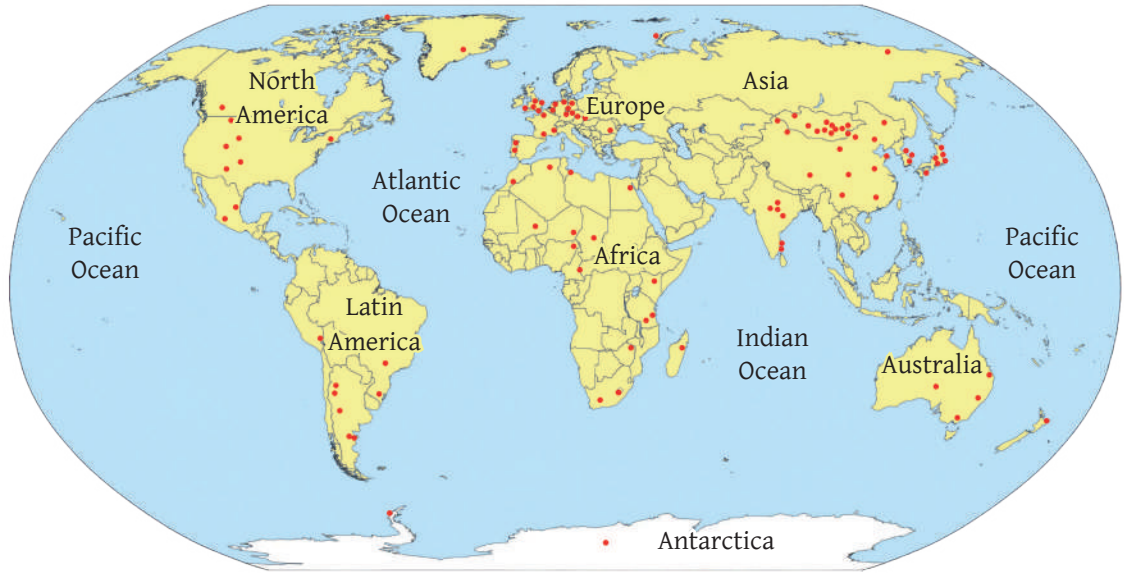 North
America
Asia
Europe
Atlantic
Ocean
Pacific
Ocean
Pacific
Ocean
Africa
Latin
America
Indian
Ocean
Australia
Antarctica